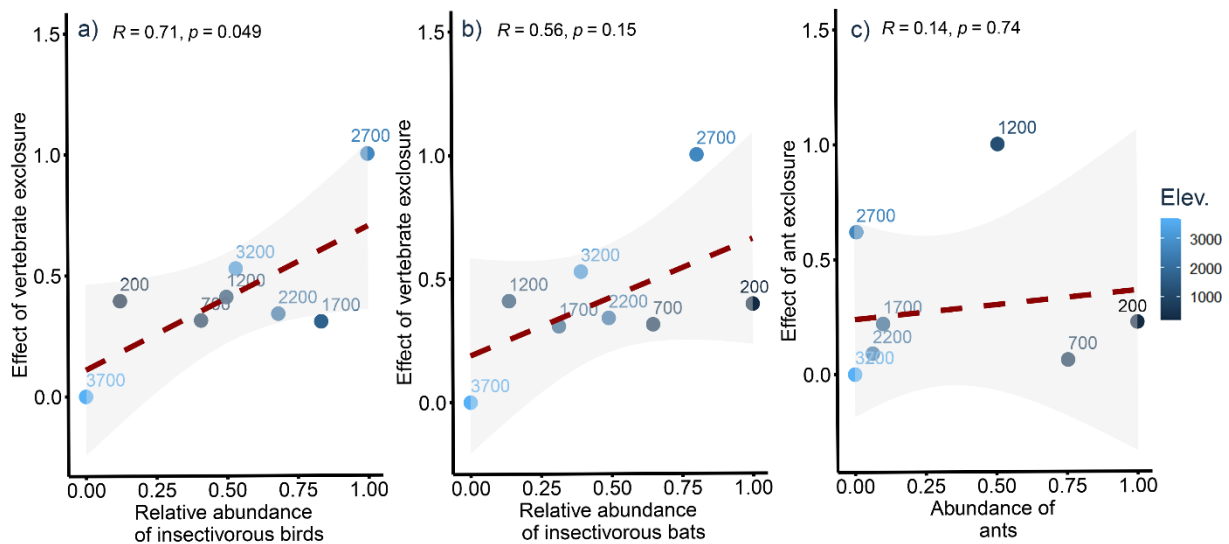 a) R = 0.71, p = 0.049
1.5
1.0
0.5
0.0
Effect of vertebrate exclosure
2700
3200
200
1200
700
2200
1700
3700
0.00 0.25 0.50 0.75 1.00
Relative abundance
of insectivorous birds
b) R = 0.56, p = 0.15
1.5
1.0
0.5
0.0
Effect of vertebrate exclosure
2700
3200
1200
1700
2200
700
200
3700
0.00 0.25 0.50 0.75 1.00
Relative abundance
of insectivorous bats
c) R = 0.14, p = 0.74
1.5
1.0
0.5
0.0
Effect of ant exclosure
1200
2700
1700
2200
200
700
3200
0.00 0.25 0.50 0.75 1.00
Abundance of
ants
Elev.
3000
2000
1000